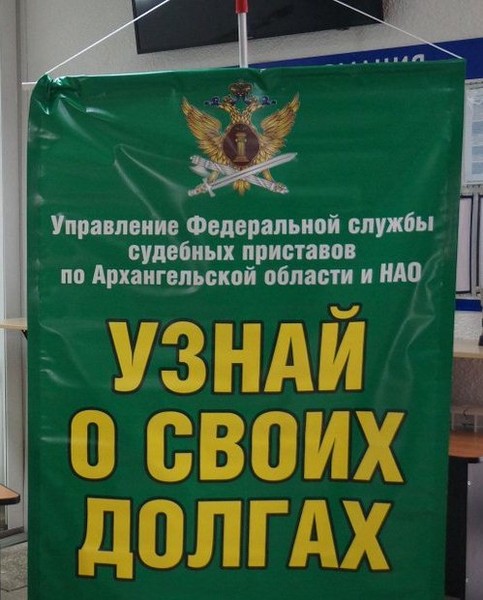 Управление Федеральной службы
судебных приставов
по Архангельской области и НАО
УЗНАЙ
О СВОИХ
ДОЛГАХ